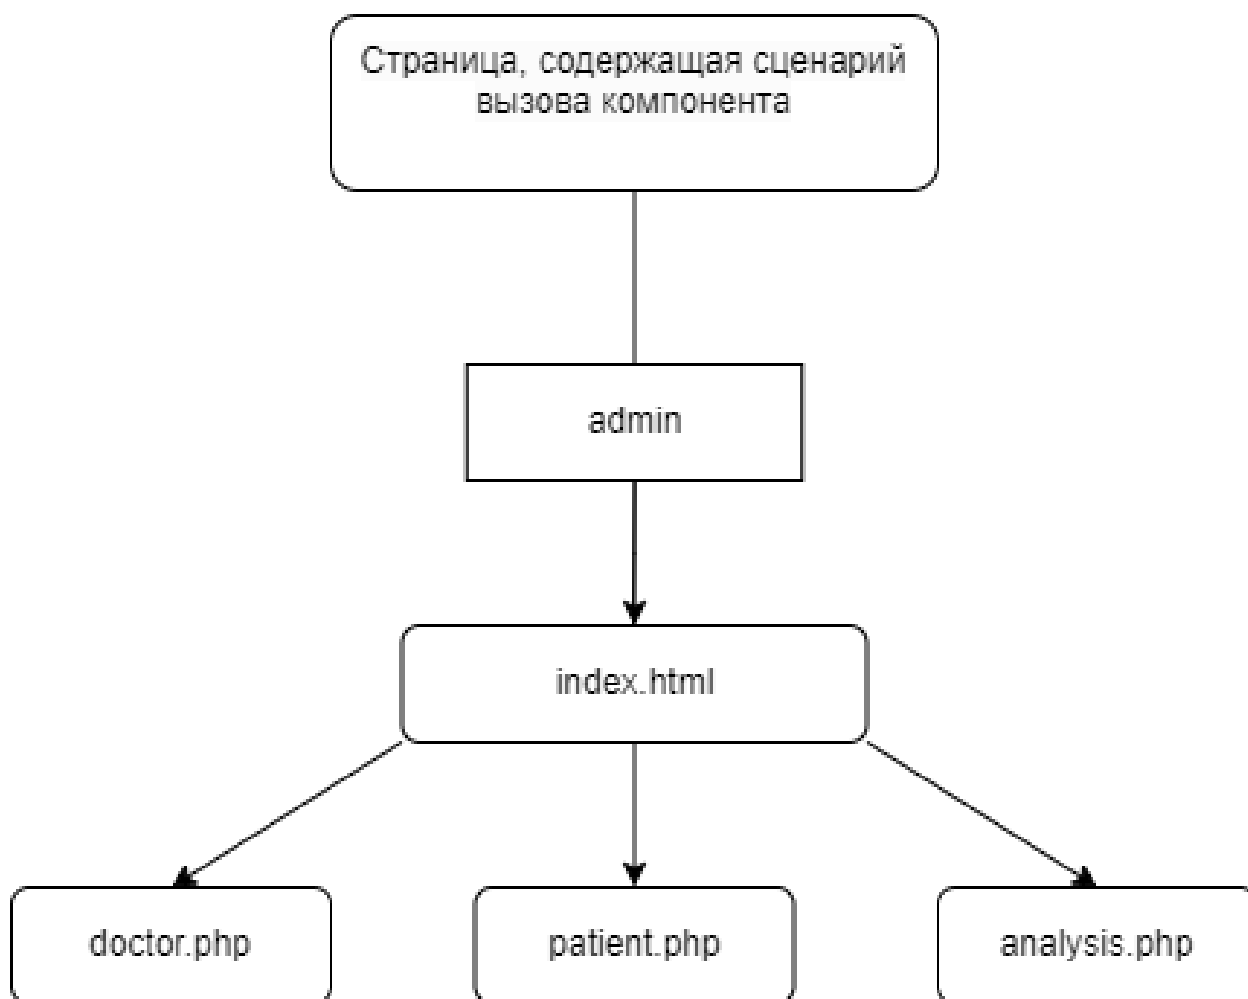 Страница, содержащая сценарий
вызова компонента
admin
index.html
doctor.php
patient.php
analysis.php